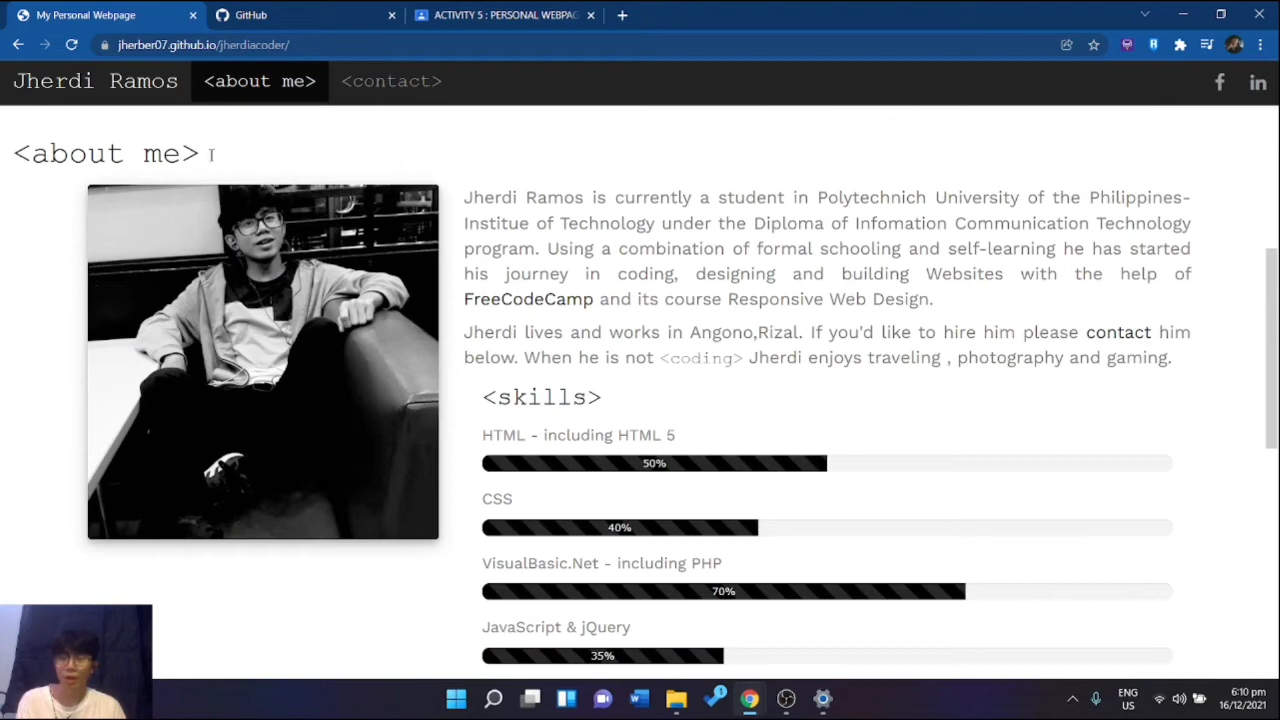 My Personal Webpage
GitHub
ACTIVITY 5 : PERSONAL WEBPAG
jherber07.github.io/jherdiacoder/
Jherdi Ramos
<about me>
<contact>
<about me>
Jherdi Ramos is currently a student in Polytechnich University of the Philippines-
Institue of Technology under the Diploma of Infomation Communication Technology
program. Using a combination of formal schooling and self-learning he has started
his journey in coding, designing and building Websites with the help of
FreeCodeCamp and its course Responsive Web Design.
Jherdi lives and works in Angono,Rizal. If you'd like to hire him please contact him
below. When he is not <coding> Jherdi enjoys traveling , photography and gaming.
<skills>
HTML - including HTML 5
50%
CSS
40%
VisualBasic.Net - including PHP
70%
JavaScript & jQuery
35%
1
ENG
US
6:10 pm
16/12/2021